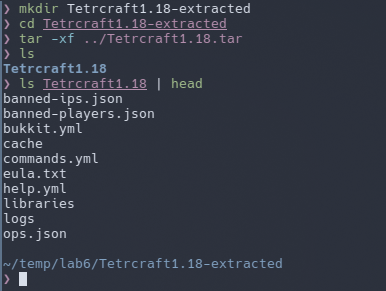 ❯ mkdir Tetrcraft1.18-extracted
❯ cd Tetrcraft1.18-extracted
❯ tar -xf ../Tetrcraft1.18.tar
❯ ls
Tetrcraft1.18
❯ ls Tetrcraft1.18 | head
banned-ips.json
banned-players.json
bukkit.yml
cache
commands.yml
eula.txt
help.yml
libraries
logs
ops.json
~/temp/lab6/Tetrcraft1.18-extracted
❯